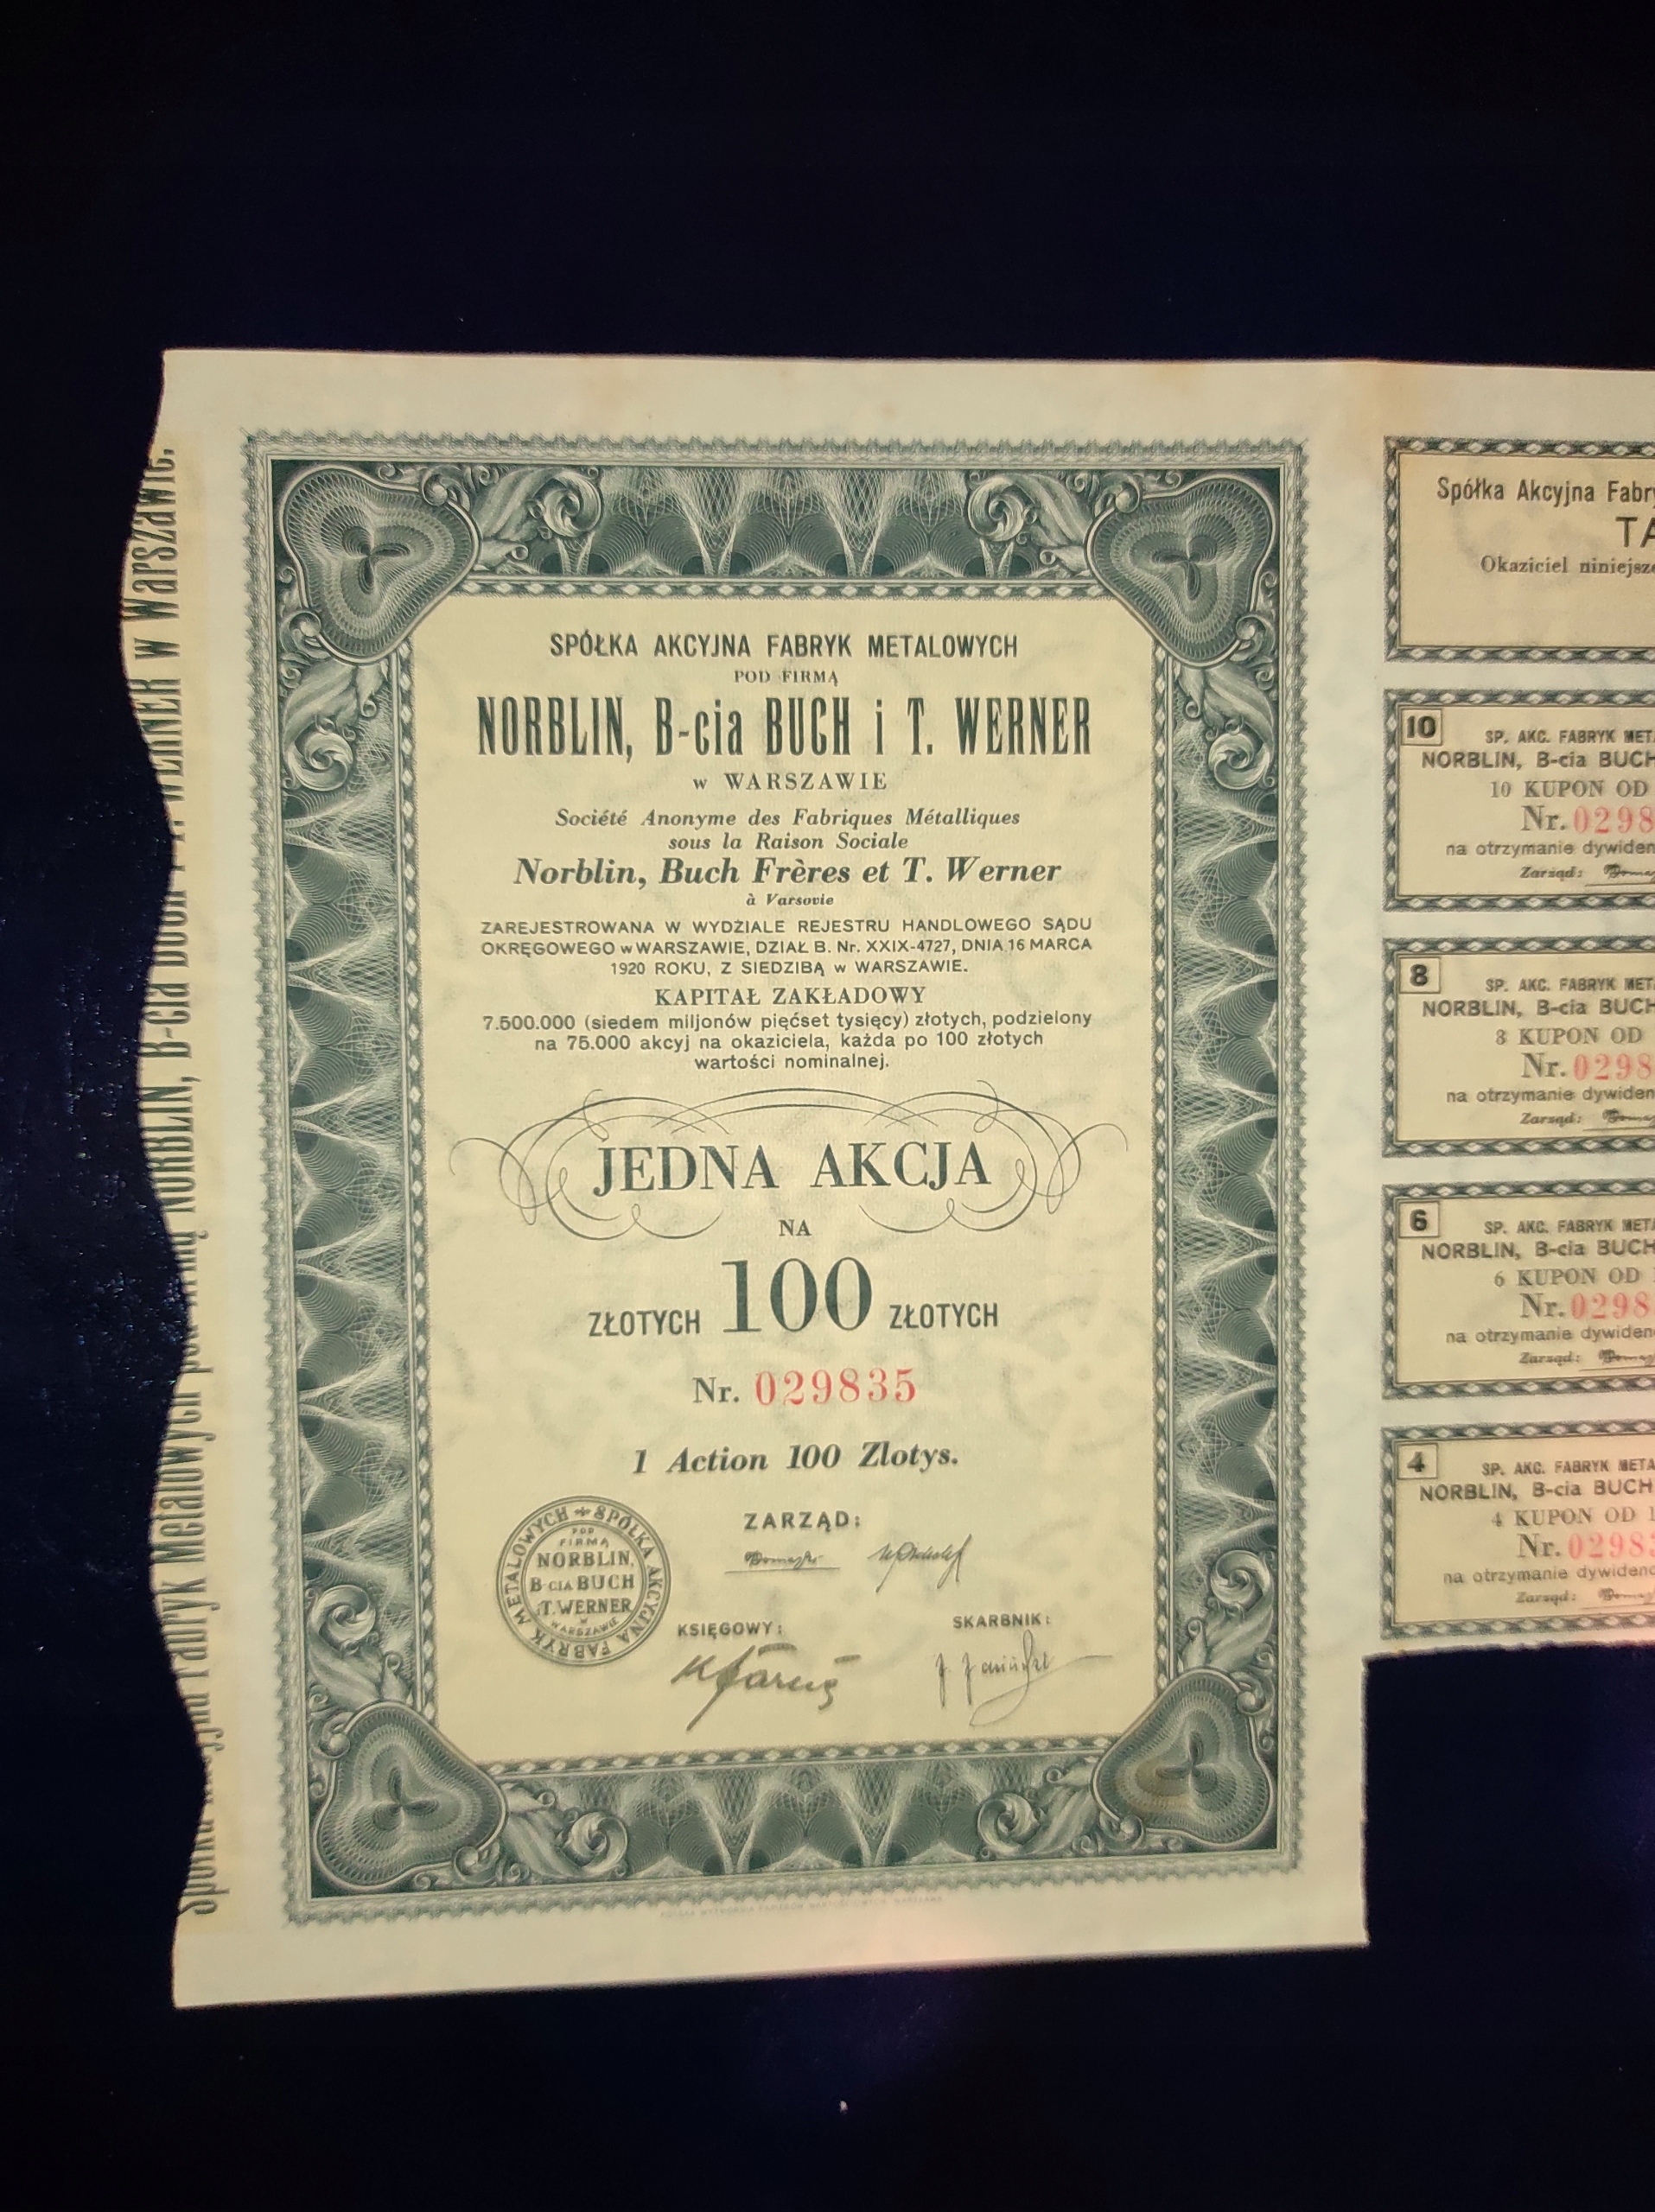 Spółka Akcyjna Fabryk Metalowych pod firmą NORBLIN, B-cia BUCH i T. WERNER w Warszawie.
SPÓŁKA AKCYJNA FABRYK METALOWYCH
POD FIRMĄ
NORBLIN, B-cia BUCH i T. WERNER
w WARSZAWIE
Société Anonyme des Fabriques Métalliques
sous la Raison Sociale
Norblin, Buch Frères et T. Werner
à Varsovie
ZAREJESTROWANA W WYDZIALE REJESTRU HANDLOWEGO SĄDU
OKRĘGOWEGO w WARSZAWIE, DZIAŁ B. Nr. XXIX-4727, DNIA 16 MARCA
1920 ROKU, Z SIEDZIBĄ w WARSZAWIE.
KAPITAŁ ZAKŁADOWY
7.500.000 (siedem miljonów pięćset tysięcy) złotych, podzielony
na 75.000 akcyj na okaziciela, każda po 100 złotych
wartości nominalnej.
JEDNA AKCJA
NA
ZŁOTYCH 100 ZŁOTYCH
Nr. 029835
1 Action 100 Zlotys.
SPÓŁKA AKCYJNA FABRYK METALOWYCH
POD
FIRMĄ
NORBLIN,
B-CIA BUCH
i T. WERNER
W
WARSZAWIE
ZARZĄD:
KSIĘGOWY:
SKARBNIK:
Spółka Akcyjna Fabry
TA
Okaziciel niniejsze
10
SP. AKC. FABRYK META
NORBLIN, B-cia BUCH
10 KUPON OD
Nr. 0298
na otrzymanie dywiden
Zarząd:
8
SP. AKC. FABRYK META
NORBLIN, B-cia BUCH
8 KUPON OD
Nr. 0298
na otrzymanie dywiden
Zarząd:
6
SP. AKC. FABRYK META
NORBLIN, B-cia BUCH
6 KUPON OD
Nr. 0298
na otrzymanie dywiden
Zarząd:
4
SP. AKC. FABRYK META
NORBLIN, B-cia BUCH
4 KUPON OD 1
Nr. 0298
na otrzymanie dywiden
Zarząd: